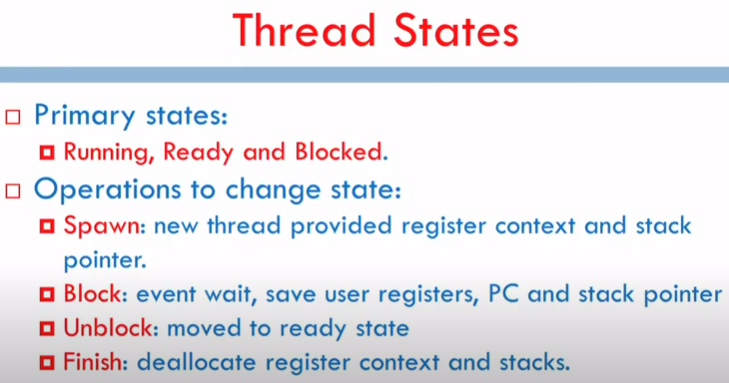 Thread States
Primary states:
Running, Ready and Blocked.
Operations to change state:
Spawn: new thread provided register context and stack
pointer.
Block: event wait, save user registers, PC and stack pointer
Unblock: moved to ready state
Finish: deallocate register context and stacks.